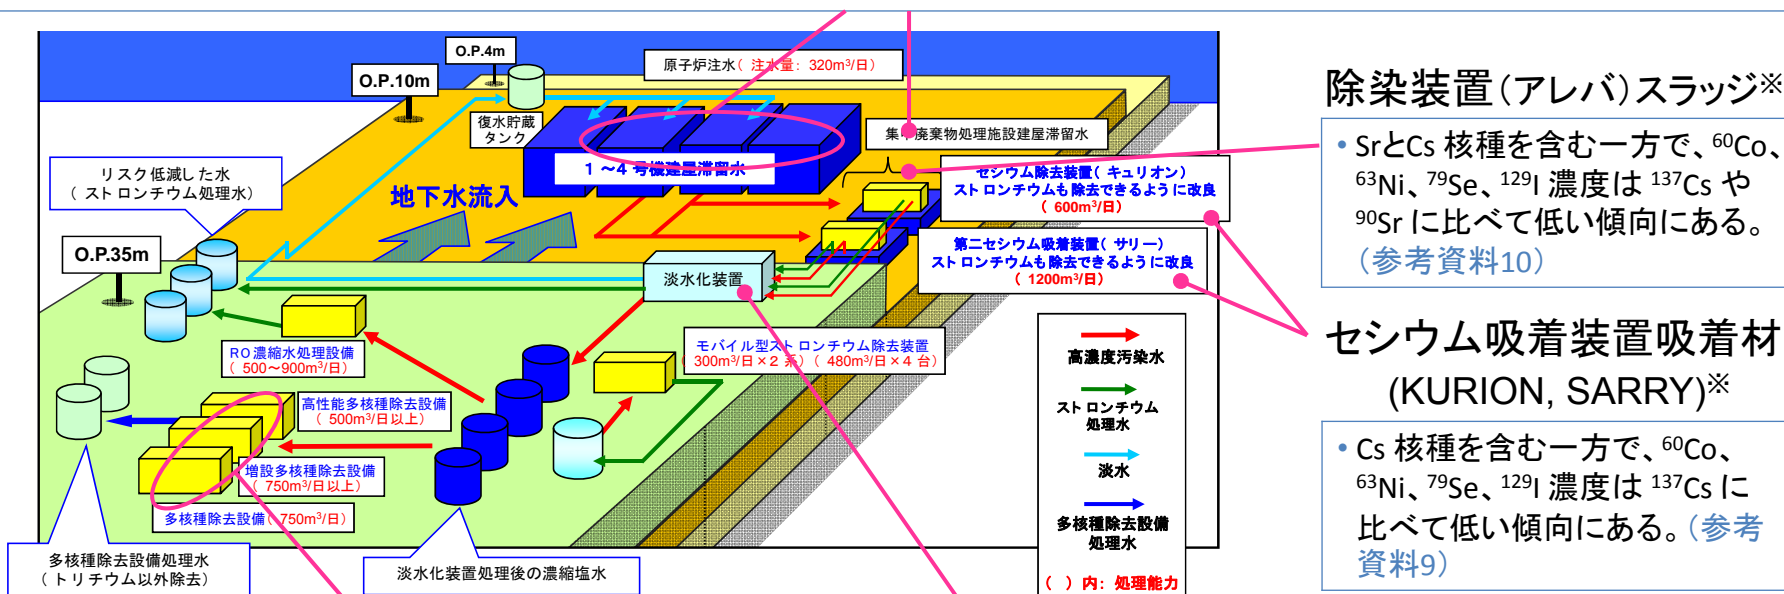 O.P.4m
原子炉注水( 注水量: 320m³/日)
O.P.10m
復水貯蔵
タンク
集中廃棄物処理施設建屋滞留水
1 ～4 号機建屋滞留水
リスク低減した水
( ストロンチウム処理水)
地下水流入
セシウム除去装置( キュリオン)
ストロンチウムも除去できるように改良
( 600m³/日)
O.P.35m
第二セシウム吸着装置( サリー)
ストロンチウムも除去できるように改良
( 1200m³/日)
淡水化装置
RO濃縮水処理設備
( 500～900m³/日)
モバイル型ストロンチウム除去装置
( 300m³/日×2 系) ( 480m³/日×4 台)
高性能多核種除去設備
( 500m³/日以上)
増設多核種除去設備
( 750m³/日以上)
多核種除去設備( 750m³/日)
多核種除去設備処理水
( トリチウム以外除去)
淡水化装置処理後の濃縮塩水
高濃度汚染水
ストロンチウム
処理水
淡水
多核種除去設備
処理水
( ) 内: 処理能力
除染装置(アレバ)スラッジ※
• SrとCs 核種を含む一方で、⁶⁰Co、
⁶³Ni、⁷⁹Se、¹²⁹I 濃度は ¹³⁷Cs や
⁹⁰Sr に比べて低い傾向にある。
(参考資料10)
セシウム吸着装置吸着材
(KURION, SARRY)※
• Cs 核種を含む一方で、⁶⁰Co、
⁶³Ni、⁷⁹Se、¹²⁹I 濃度は ¹³⁷Cs に
比べて低い傾向にある。(参考
資料9)